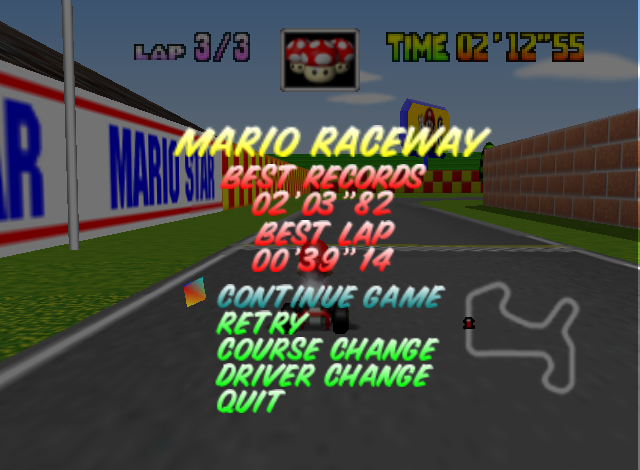 LAP 3/3
TIME 02'12"55
AR
MARIO STAR
MARIO RACEWAY
BEST RECORDS
02'03"82
BEST LAP
00'39"14
CONTINUE GAME
RETRY
COURSE CHANGE
DRIVER CHANGE
QUIT